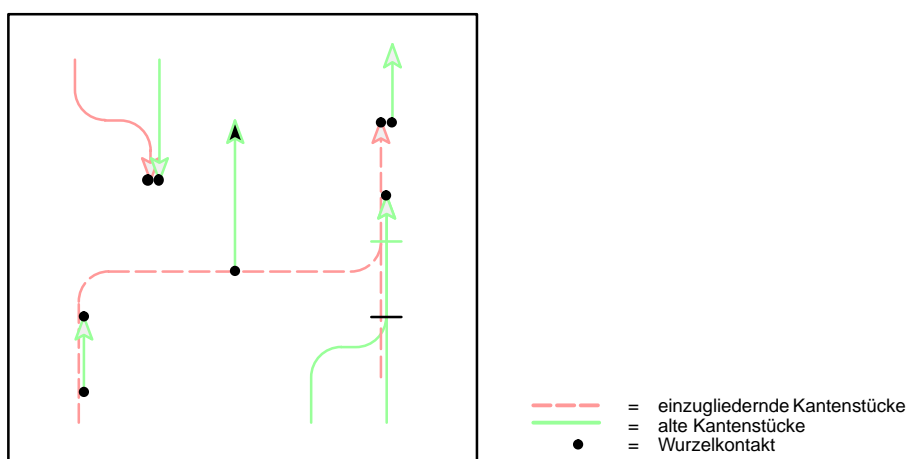 = einzugliedernde Kantenstücke
= alte Kantenstücke
= Wurzelkontakt